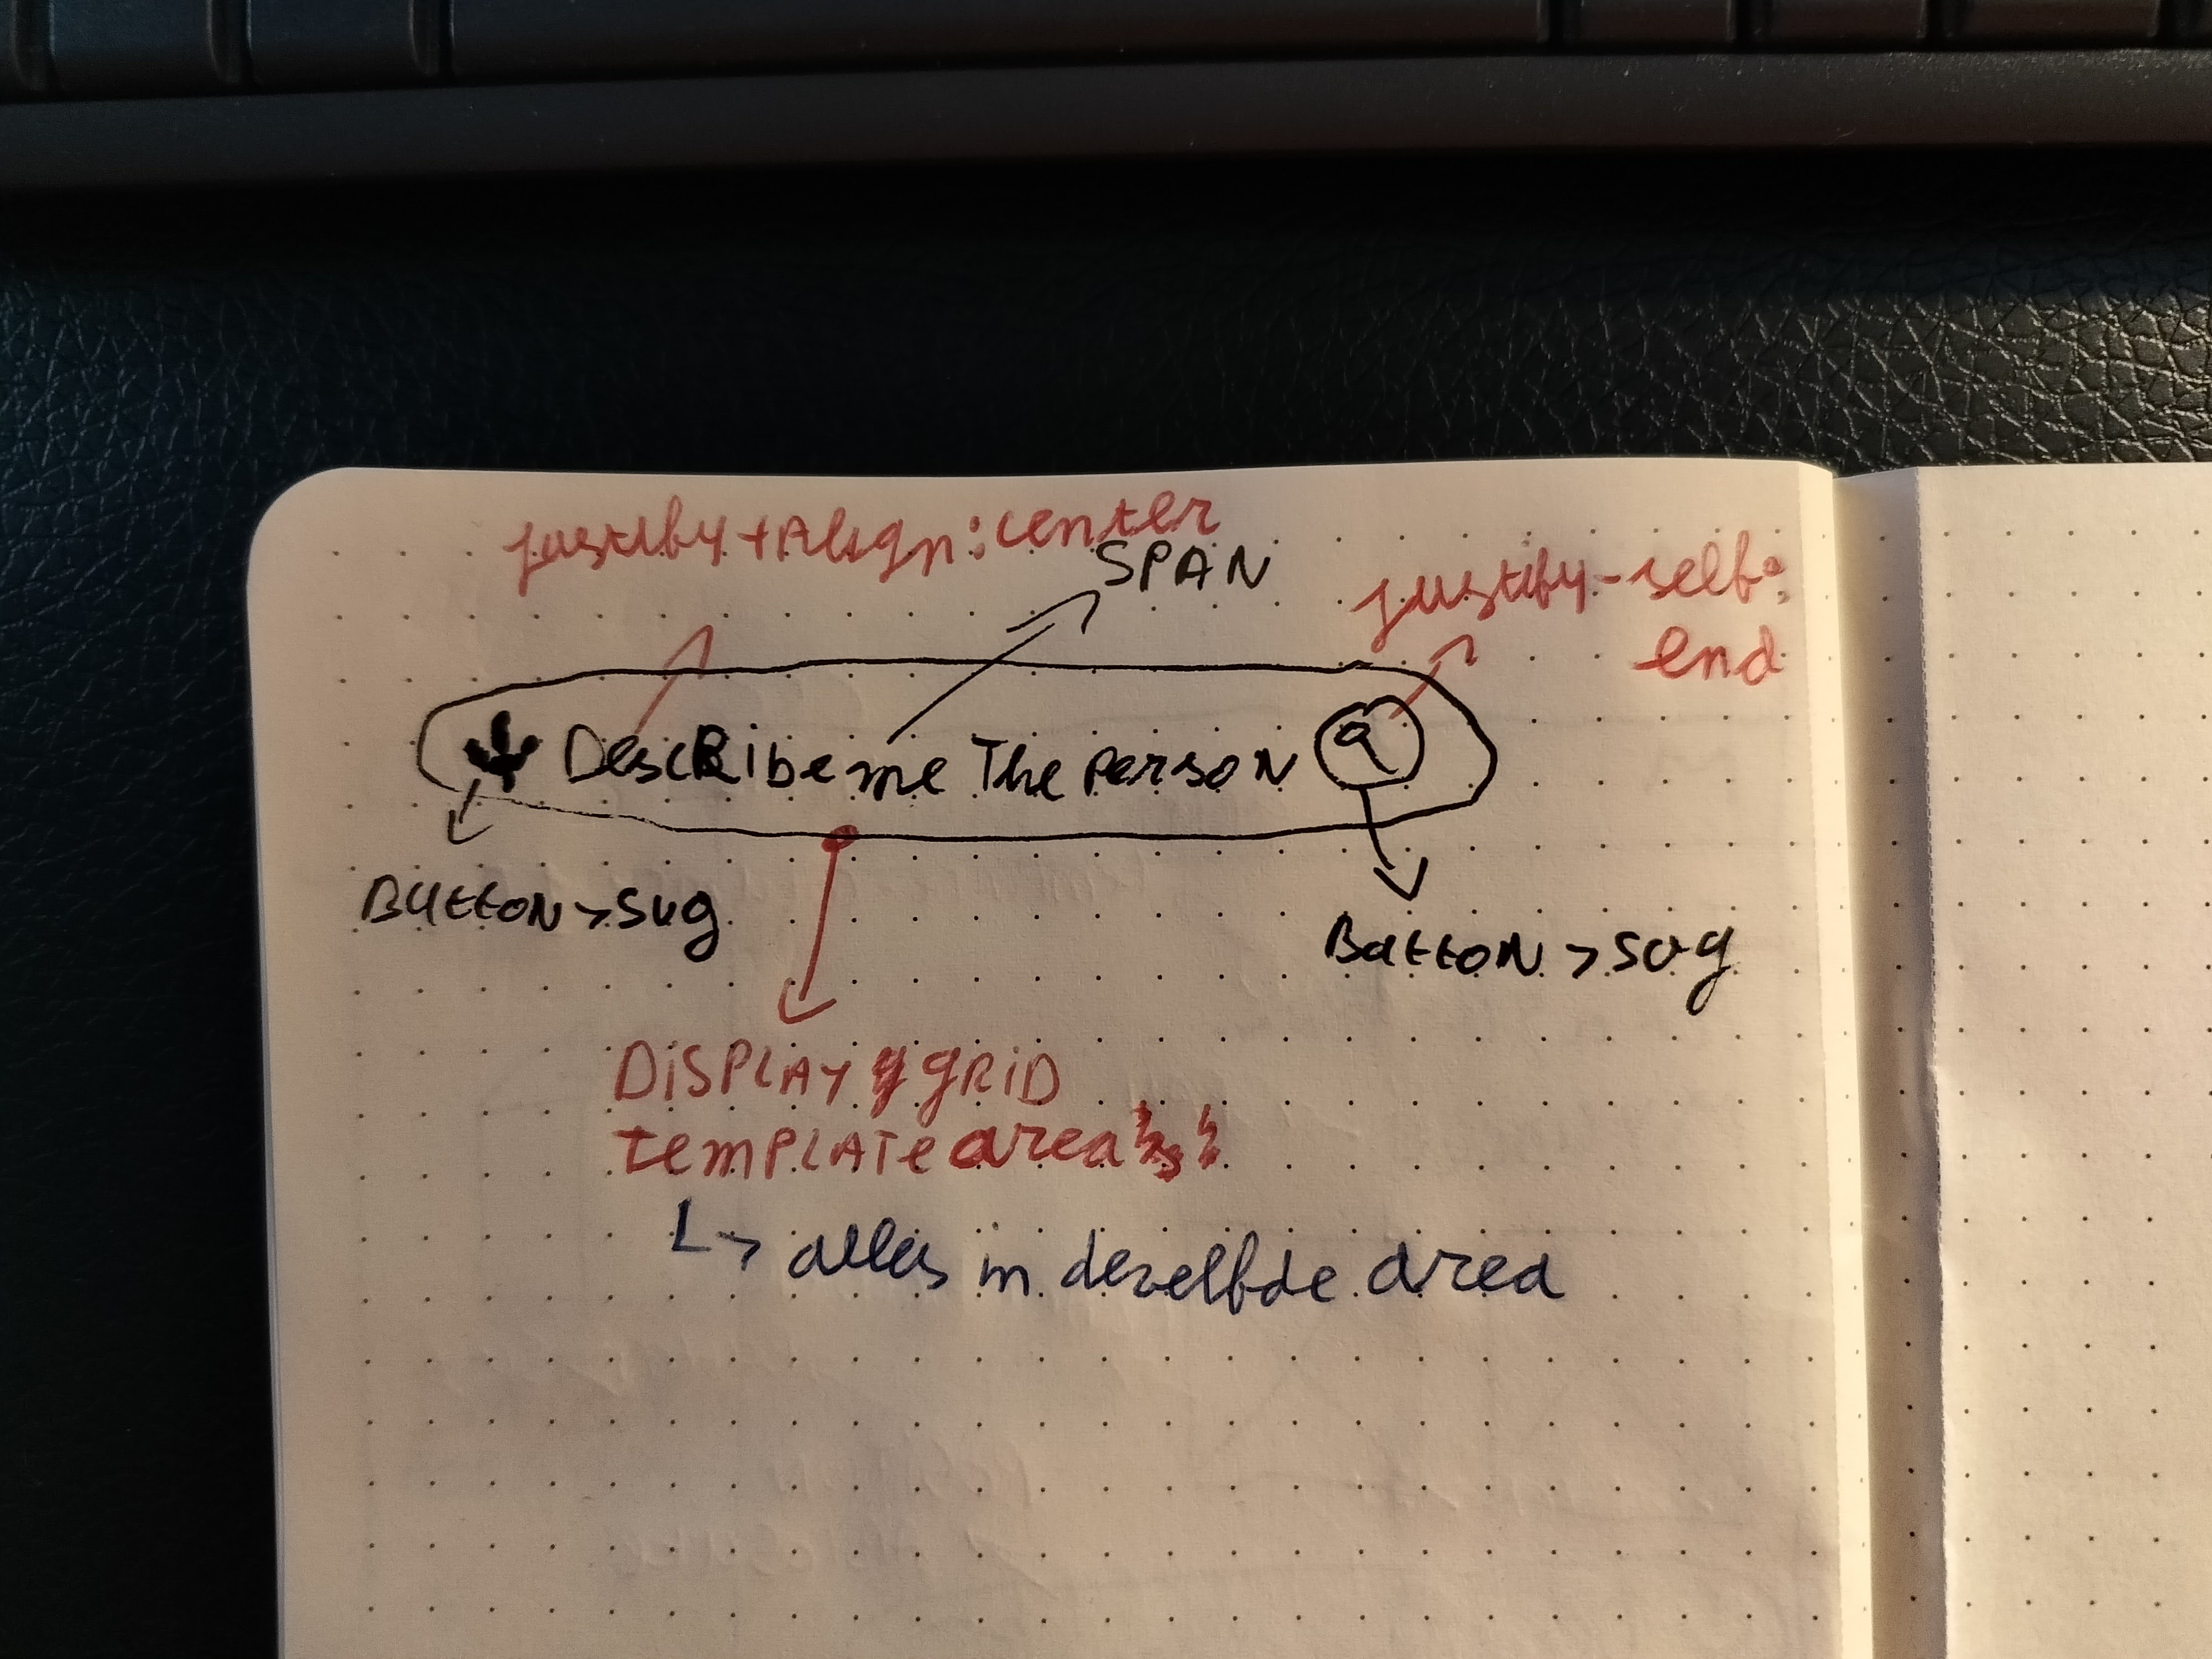 justify + Align: center
SPAN
justify-self:
end
Describe me The person
Button > svg
Button > svg
DISPLAY GRID
TEMPLATE area
↳ alles in dezelfde area